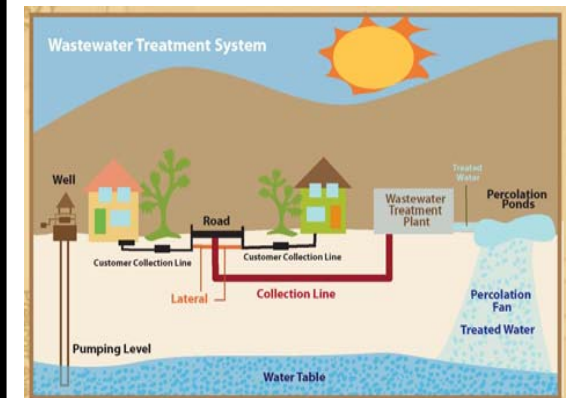 Wastewater Treatment System
Well
Road
Treated
Water
Wastewater
Treatment
Plant
Percolation
Ponds
Customer Collection Line
Customer Collection Line
Lateral
Collection Line
Percolation
Fan
Treated Water
Pumping Level
Water Table